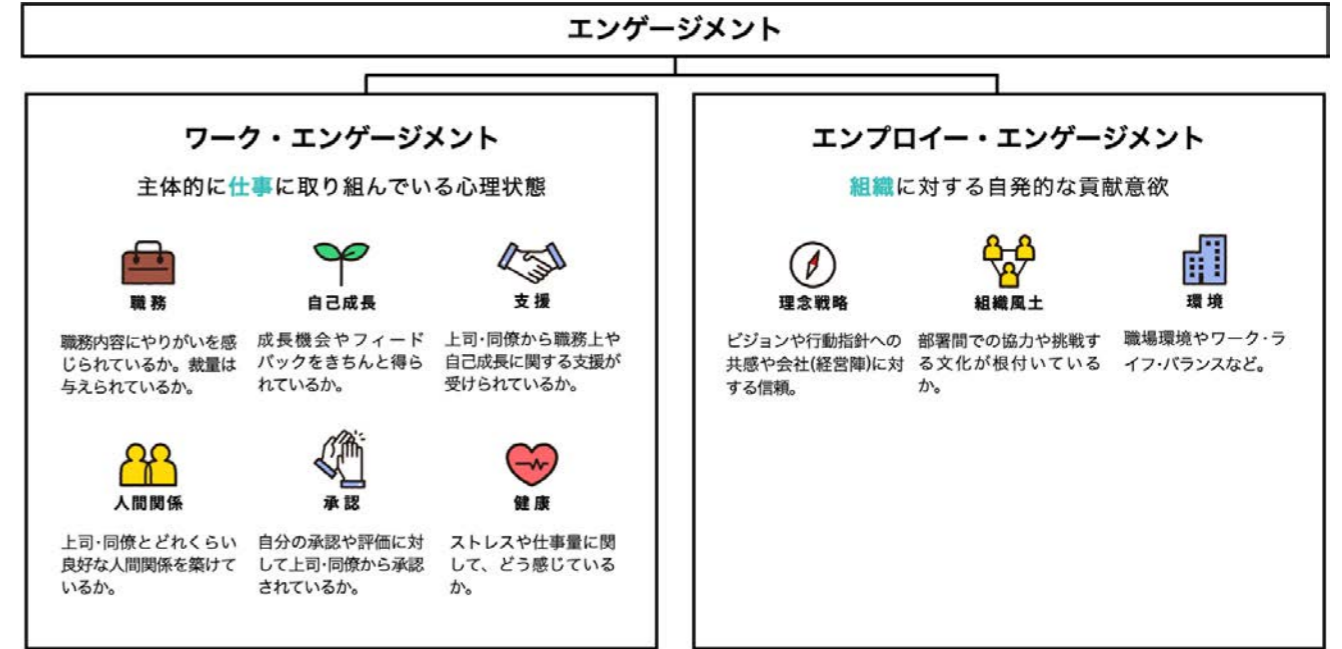 エンゲージメント
ワーク・エンゲージメント
主体的に仕事に取り組んでいる心理状態
職務
職務内容にやりがいを感
じられているか。裁量は
与えられているか。
自己成長
成長機会やフィード
バックをきちんと得ら
れているか。
支援
上司･同僚から職務上や
自己成長に関する支援が
受けられているか。
人間関係
上司･同僚とどれくらい
良好な人間関係を築けて
いるか。
承認
自分の承認や評価に対
して上司･同僚から承認
されているか。
健康
ストレスや仕事量に関
して、どう感じている
か。
エンプロイー・エンゲージメント
組織に対する自発的な貢献意欲
理念戦略
ビジョンや行動指針への
共感や会社(経営陣)に対
する信頼。
組織風土
部署間での協力や挑戦す
る文化が根付いている
か。
環境
職場環境やワーク･ラ
イフ･バランスなど。